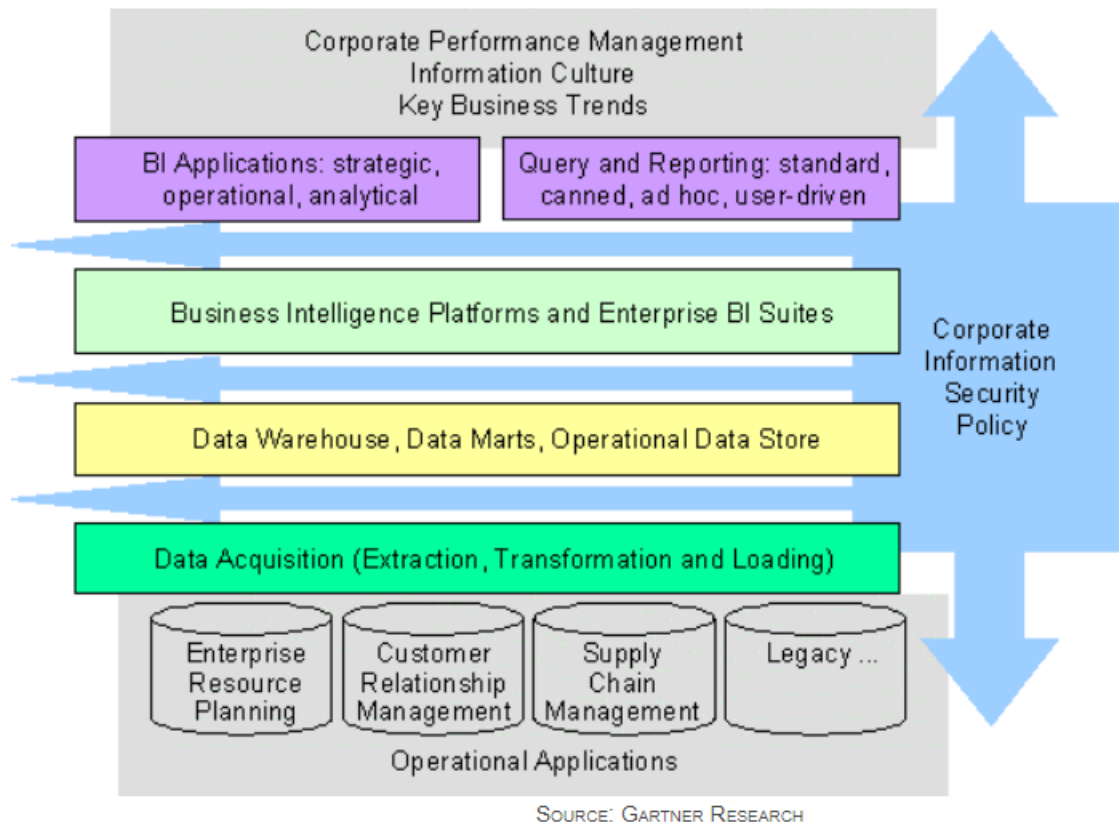 Corporate Performance Management
Information Culture
Key Business Trends
BI Applications: strategic,
operational, analytical
Query and Reporting: standard,
canned, ad hoc, user-driven
Business Intelligence Platforms and Enterprise BI Suites
Corporate
Information
Security
Policy
Data Warehouse, Data Marts, Operational Data Store
Data Acquisition (Extraction, Transformation and Loading)
Enterprise
Resource
Planning
Customer
Relationship
Management
Supply
Chain
Management
Legacy ...
Operational Applications
SOURCE: GARTNER RESEARCH